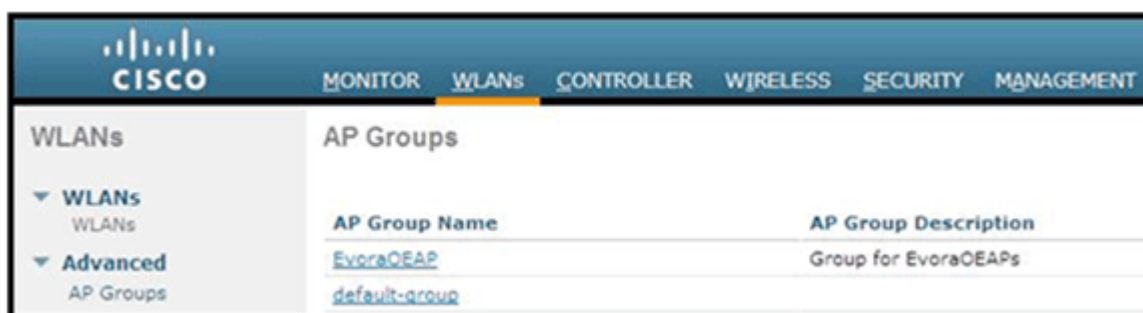 CISCO
MONITOR WLANs CONTROLLER WIRELESS SECURITY MANAGEMENT
WLANs
AP Groups
WLANs
WLANs
Advanced
AP Groups
AP Group Name AP Group Description
EvoraOEAP Group for EvoraOEAPs
default-group